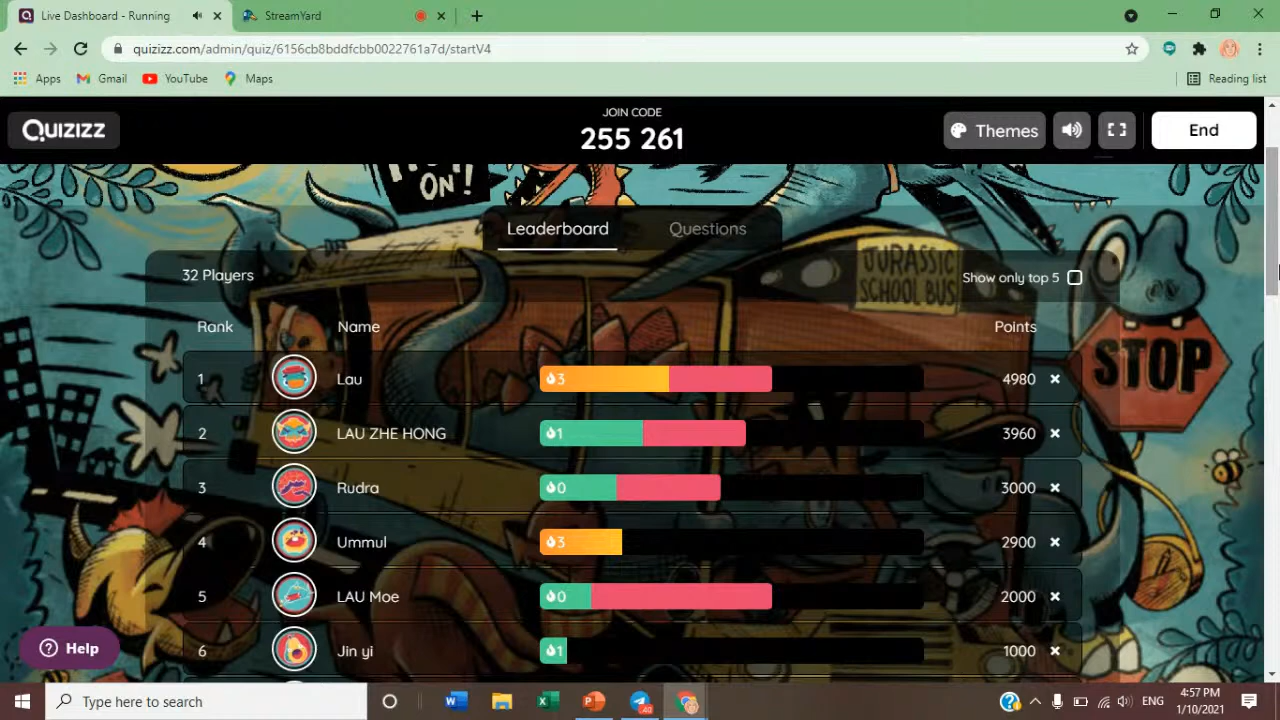 Live Dashboard - Running
StreamYard
quizizz.com/admin/quiz/6156cb8bddfcbb0022761a7d/startV4
Apps
Gmail
YouTube
Maps
Reading list
Quizizz
JOIN CODE
255 261
Themes
End
ON!
Leaderboard
Questions
JURASSIC
SCHOOL BUS
32 Players
Show only top 5
STOP
Rank
Name
Points
1
Lau
3
4980
2
LAU ZHE HONG
1
3960
3
Rudra
0
3000
4
Ummul
3
2900
5
LAU Moe
0
2000
6
Jin yi
1
1000
Help
Type here to search
ENG
4:57 PM
1/10/2021